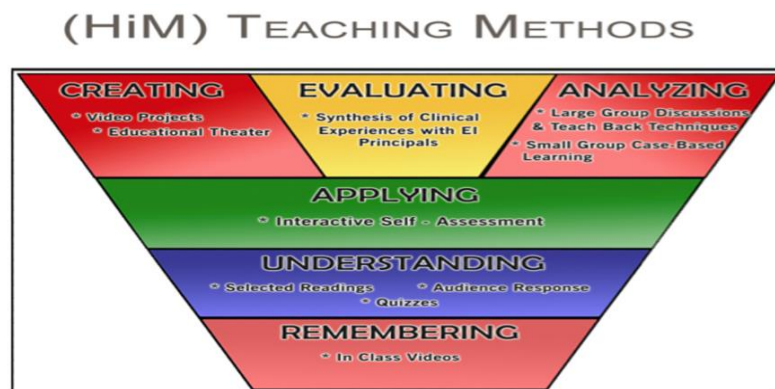 (HiM) TEACHING METHODS
CREATING
* Video Projects
* Educational Theater
EVALUATING
* Synthesis of Clinical
Experiences with EI
Principals
ANALYZING
* Large Group Discussions
& Teach Back Techniques
* Small Group Case-Based
Learning
APPLYING
* Interactive Self - Assessment
UNDERSTANDING
* Selected Readings * Audience Response
* Quizzes
REMEMBERING
* In Class Videos